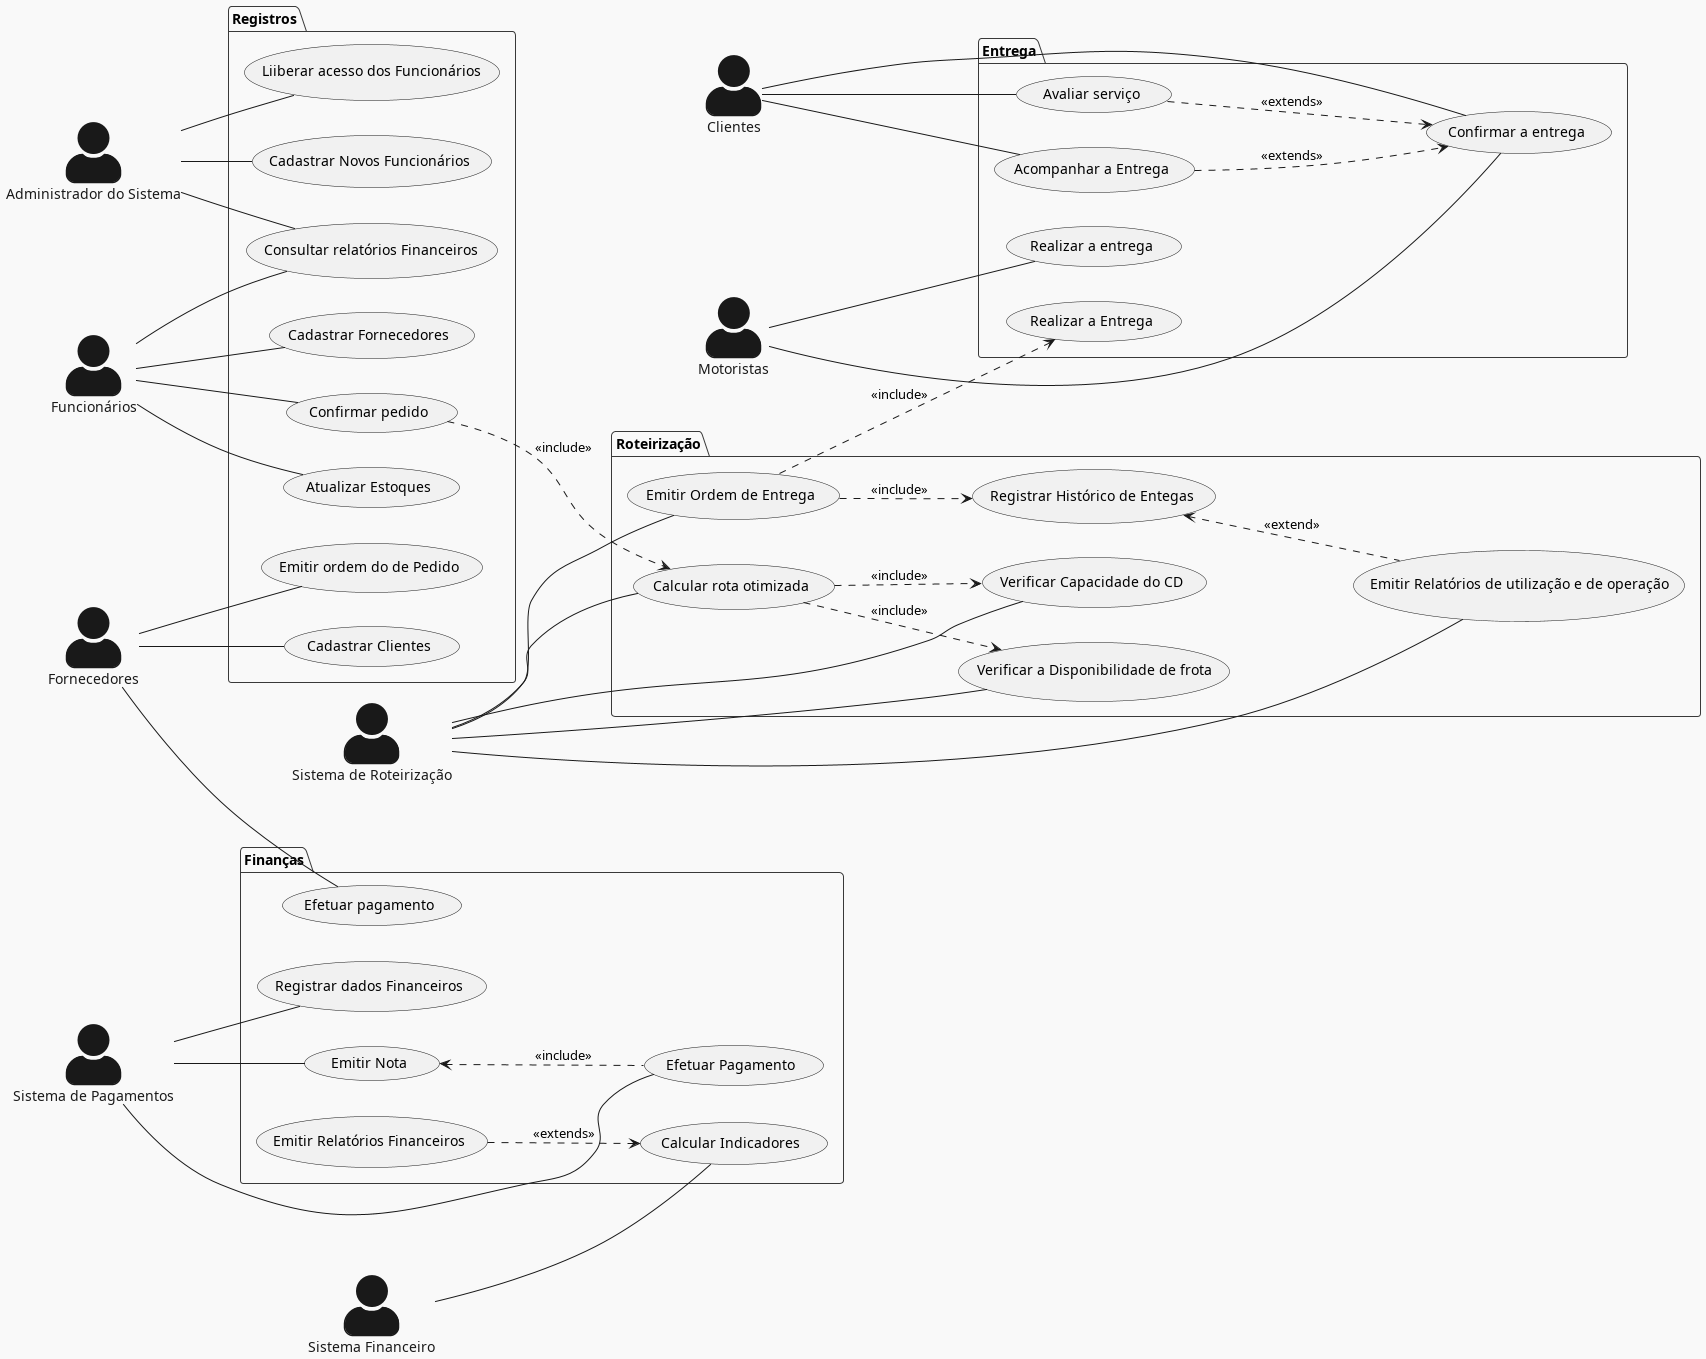 Registros
Liiberar acesso dos Funcionários
Cadastrar Novos Funcionários
Administrador do Sistema
Consultar relatórios Financeiros
Cadastrar Fornecedores
Funcionários
Confirmar pedido
Atualizar Estoques
Emitir ordem do de Pedido
Cadastrar Clientes
Fornecedores
Clientes
Entrega
Avaliar serviço
«extends»
Confirmar a entrega
Acompanhar a Entrega
«extends»
Realizar a entrega
Realizar a Entrega
Motoristas
«include»
«include»
Roteirização
Emitir Ordem de Entrega
«include»
Registrar Histórico de Entegas
«extend»
Calcular rota otimizada
«include»
Verificar Capacidade do CD
Emitir Relatórios de utilização e de operação
«include»
Verificar a Disponibilidade de frota
Sistema de Roteirização
Finanças
Efetuar pagamento
Registrar dados Financeiros
Emitir Nota
«include»
Efetuar Pagamento
Sistema de Pagamentos
Emitir Relatórios Financeiros
«extends»
Calcular Indicadores
Sistema Financeiro